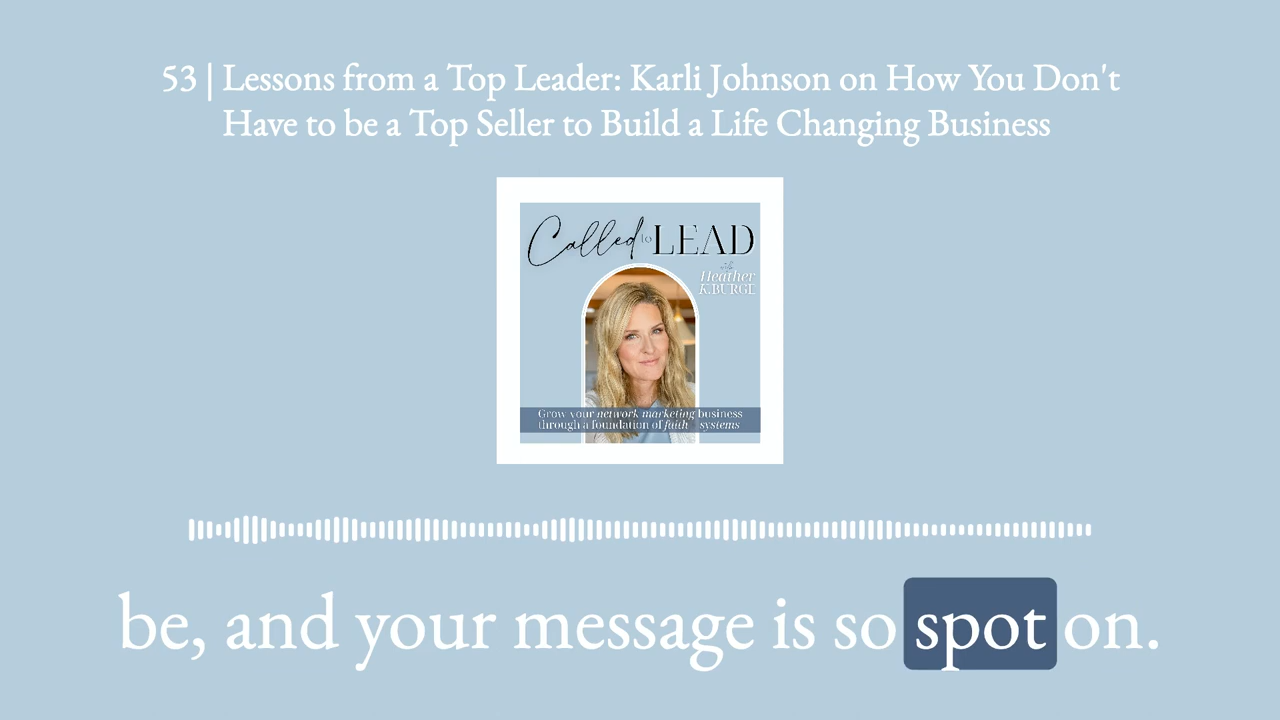 53 | Lessons from a Top Leader: Karli Johnson on How You Don't
Have to be a Top Seller to Build a Life Changing Business
Called to LEAD
with
Heather
K.BURGE
Grow your network marketing business
through a foundation of faith + systems
be, and your message is so spot on.